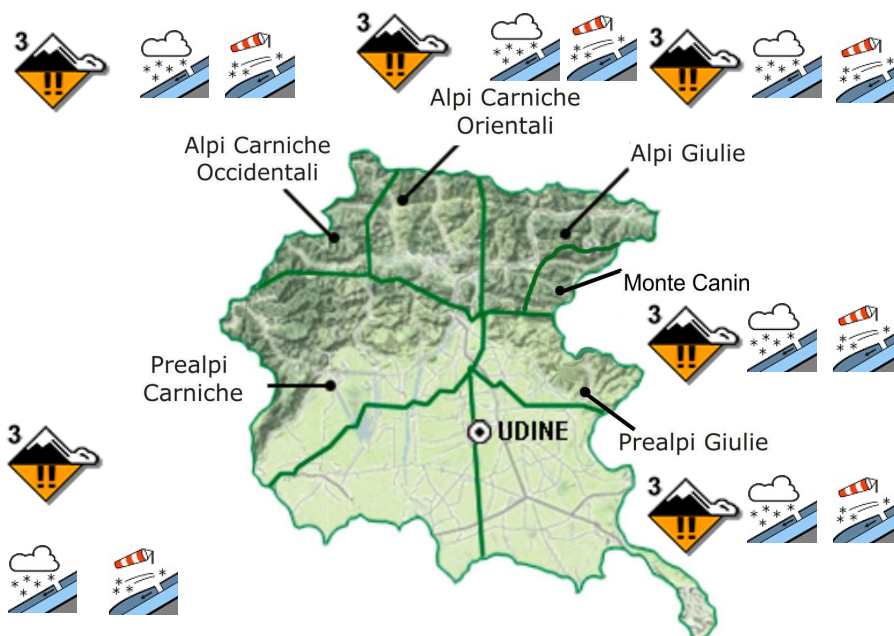 3
3
3
Alpi Carniche
Orientali
Alpi Carniche
Occidentali
Alpi Giulie
Monte Canin
3
Prealpi
Carniche
UDINE
Prealpi Giulie
3
3
!!
!!
!!
!!
!!
!!